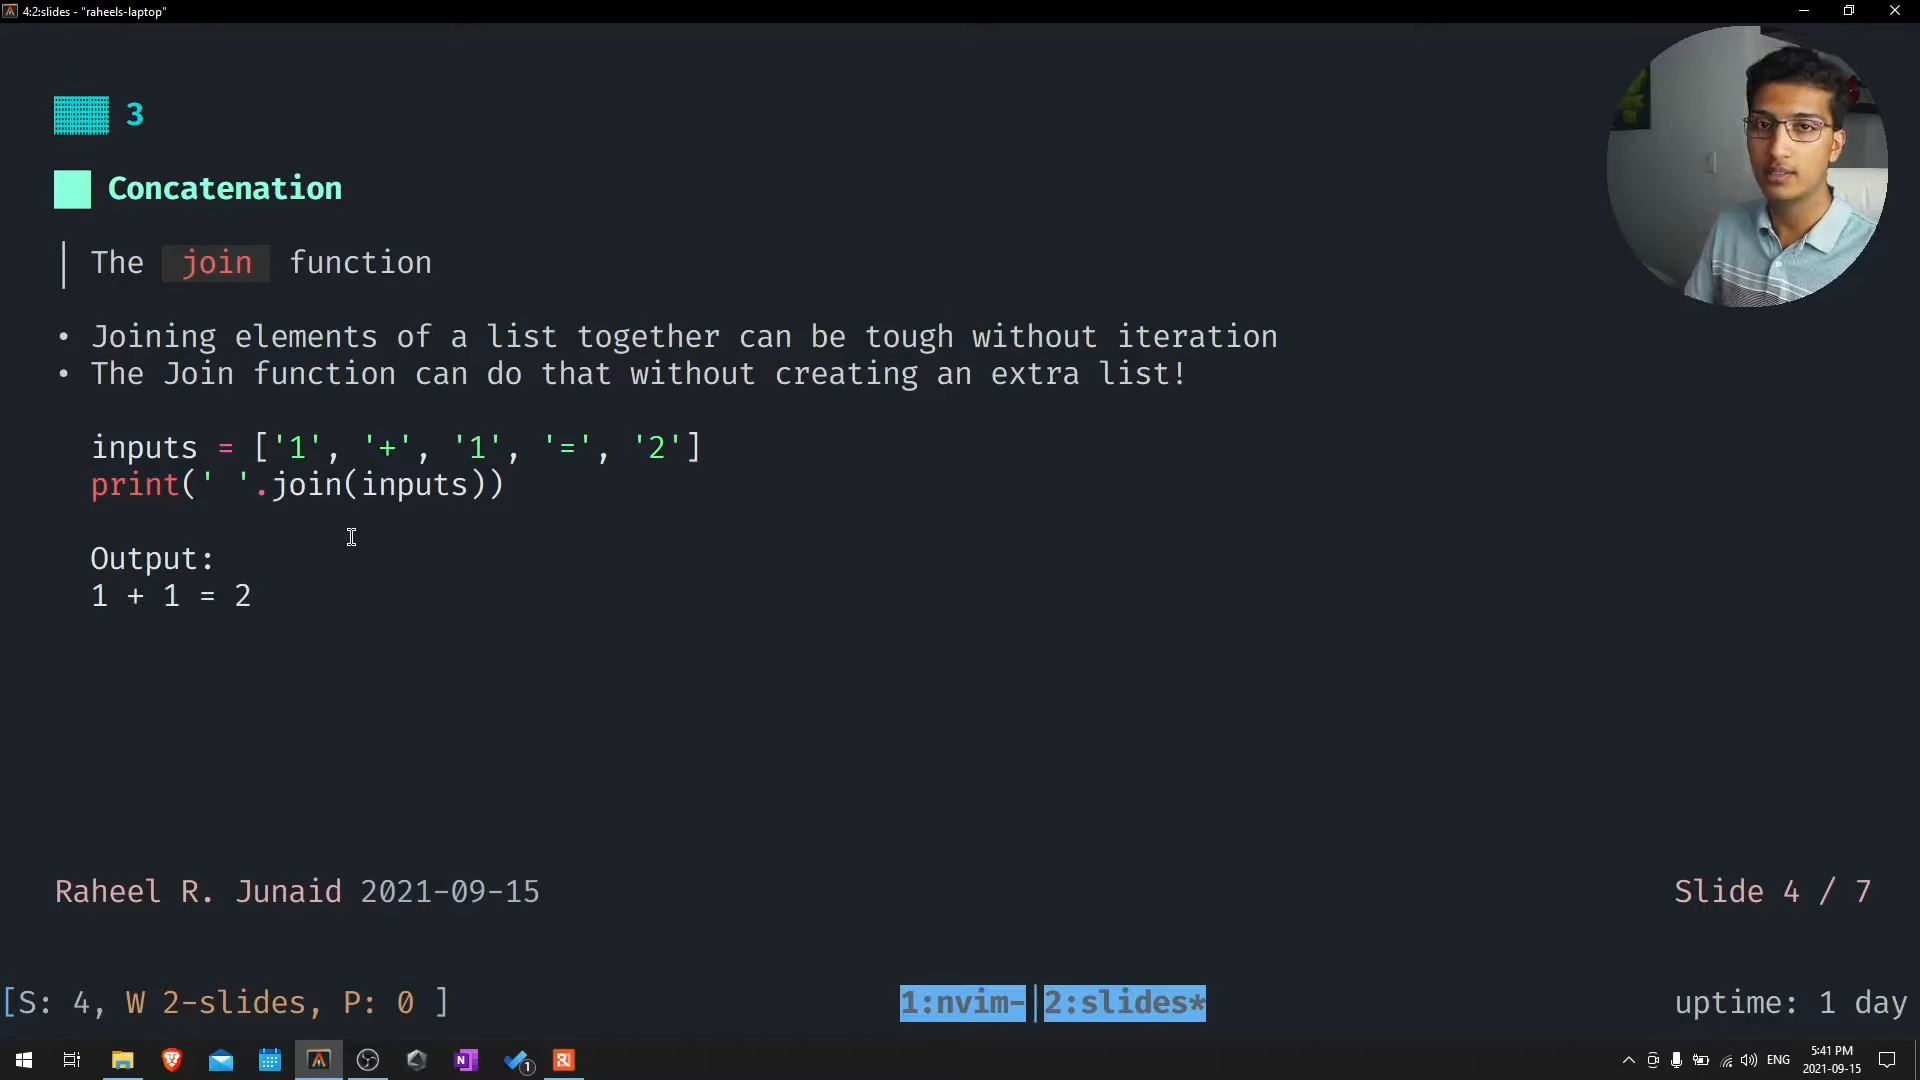 4:2:slides - "raheels-laptop"
3
Concatenation
The join function
• Joining elements of a list together can be tough without iteration
• The Join function can do that without creating an extra list!
inputs = ['1', '+', '1', '=', '2']
print(' '.join(inputs))
Output:
1 + 1 = 2
Raheel R. Junaid 2021-09-15
Slide 4 / 7
[S: 4, W 2-slides, P: 0 ]
1:nvim-|2:slides*
uptime: 1 day
N
1
RI
ENG
5:41 PM
2021-09-15